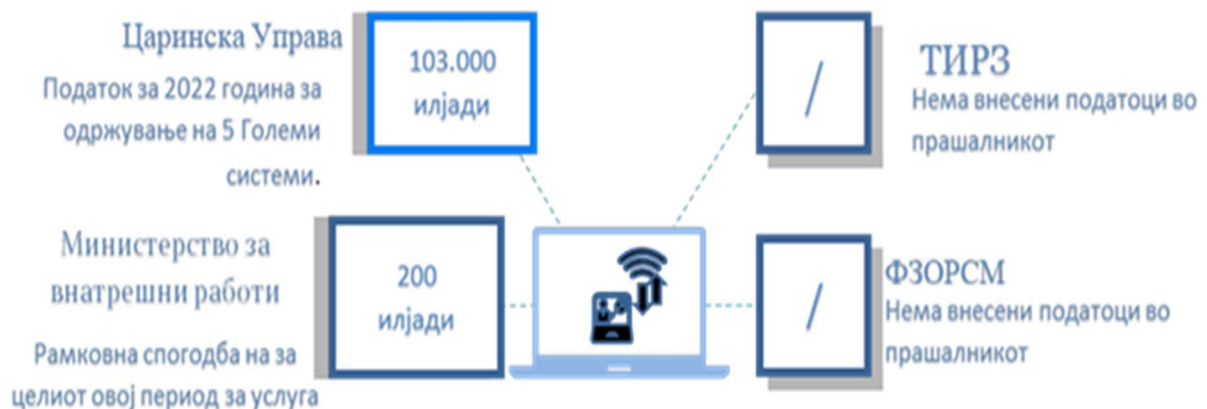 Царинска Управа
Податок за 2022 година за
одржување на 5 Големи
системи.
103.000
илјади
/
ТИРЗ
Нема внесени податоци во
прашалникот
Министерство за
внатрешни работи
Рамковна спогодба на за
целиот овој период за услуга
200
илјади
/
ФЗОРСМ
Нема внесени податоци во
прашалникот